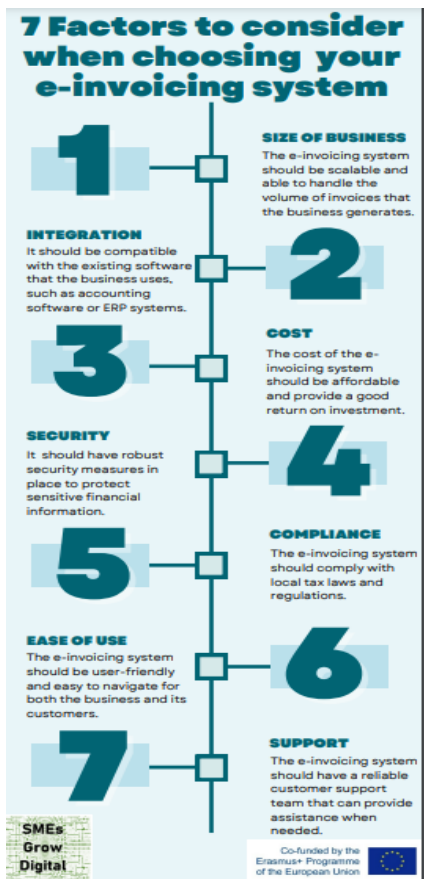 7 Factors to consider
when choosing your
e-invoicing system
1
SIZE OF BUSINESS
The e-invoicing system
should be scalable and
able to handle the
volume of invoices that
the business generates.
2
INTEGRATION
It should be compatible
with the existing software
that the business uses,
such as accounting
software or ERP systems.
3
COST
The cost of the e-
invoicing system
should be affordable
and provide a good
return on investment.
4
SECURITY
It should have robust
security measures in
place to protect
sensitive financial
information.
5
COMPLIANCE
The e-invoicing system
should comply with
local tax laws and
regulations.
6
EASE OF USE
The e-invoicing system
should be user-friendly
and easy to navigate for
both the business and its
customers.
7
SUPPORT
The e-invoicing system
should have a reliable
customer support
team that can provide
assistance when
needed.
SMEs
Grow
Digital
Co-funded by the
Erasmus+ Programme
of the European Union